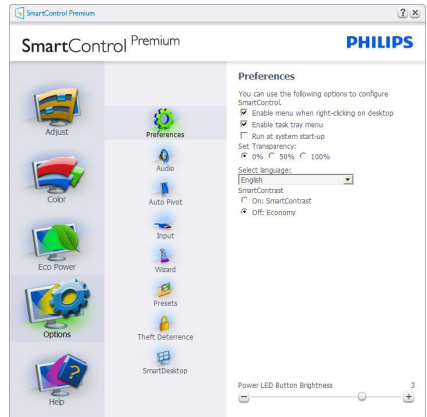 SmartControl Premium
SmartControl Premium
PHILIPS
Adjust
Color
Eco Power
Options
Help
Preferences
Audio
Auto Pivot
Input
Wizard
Presets
Theft Deterrence
SmartDesktop
Preferences
You can use the following options to configure
SmartControl.
Enable menu when right-clicking on desktop
Enable task tray menu
Run at system start-up
Set Transparency:
0% 50% 100%
Select language:
English
SmartContrast
On: SmartContrast
Off: Economy
Power LED Button Brightness 3